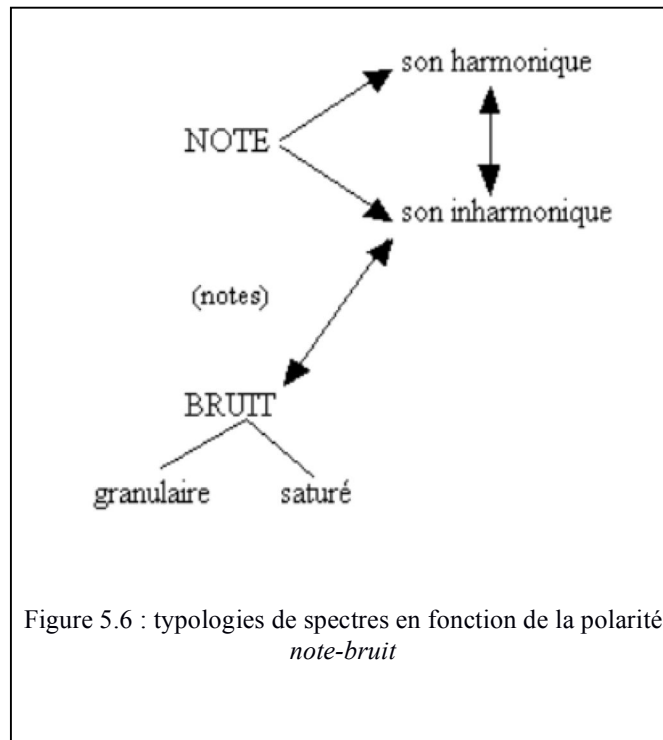 son harmonique
NOTE
son inharmonique
(notes)
BRUIT
granulaire saturé
Figure 5.6 : typologies de spectres en fonction de la polarité
note-bruit